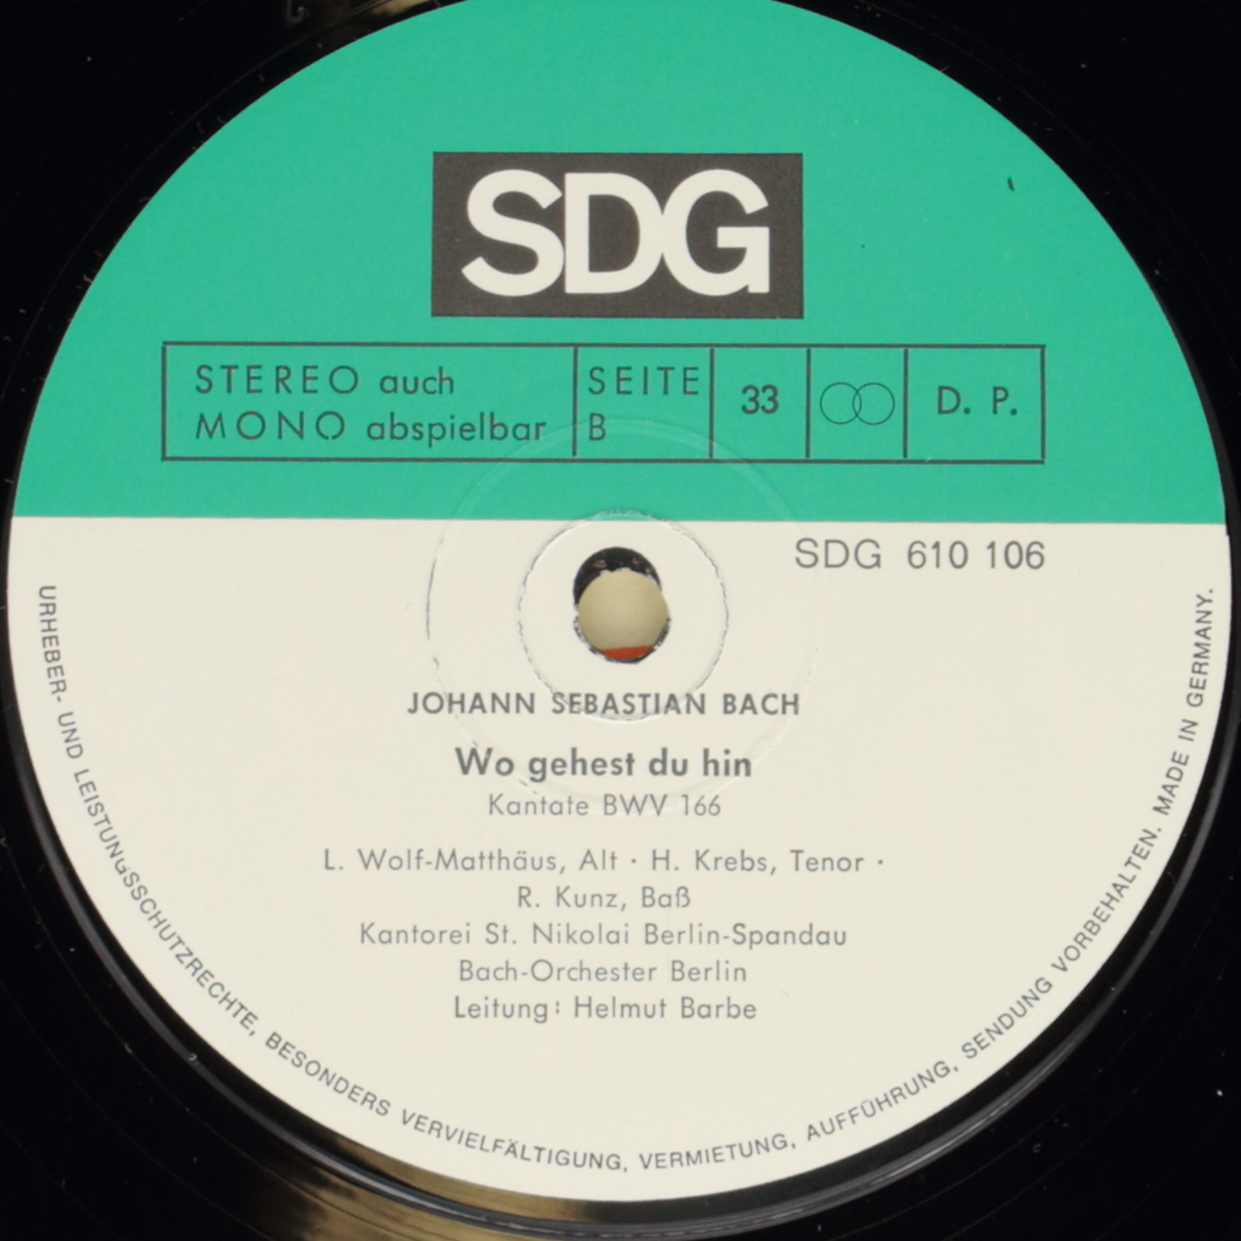 SDG
STEREO auch
MONO abspielbar
SEITE
B
33
D. P.
SDG 610 106
JOHANN SEBASTIAN BACH
Wo gehest du hin
Kantate BWV 166
L. Wolf-Matthäus, Alt · H. Krebs, Tenor ·
R. Kunz, Baß
Kantorei St. Nikolai Berlin-Spandau
Bach-Orchester Berlin
Leitung: Helmut Barbe
URHEBER- UND LEISTUNGSSCHUTZRECHTE, BESONDERS VERVIELFÄLTIGUNG, VERMIETUNG, AUFFÜHRUNG, SENDUNG VORBEHALTEN. MADE IN GERMANY.